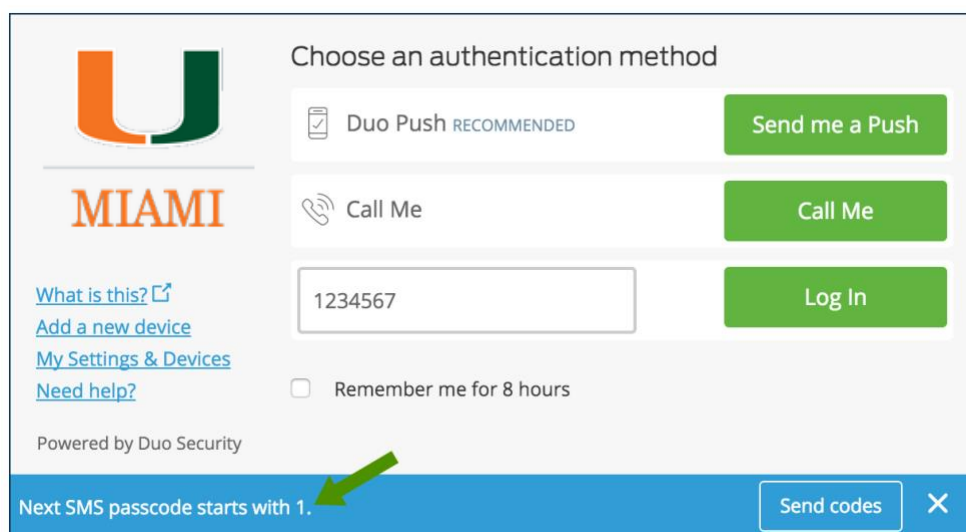 Choose an authentication method
Duo Push RECOMMENDED
Send me a Push
Call Me
Call Me
1234567
Log In
Remember me for 8 hours
U
MIAMI
What is this?
Add a new device
My Settings & Devices
Need help?
Powered by Duo Security
Next SMS passcode starts with 1.
Send codes